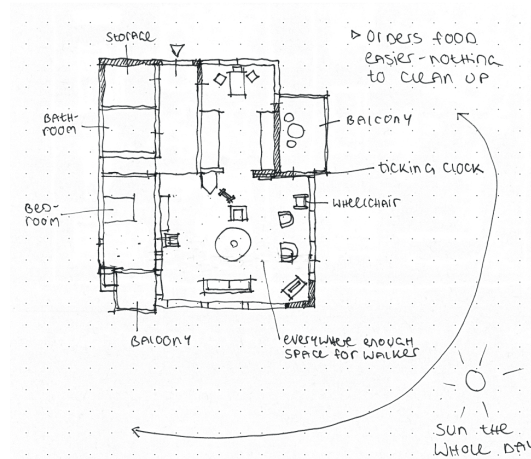 STORAGE
▷ ORDERS FOOD
EASIER - NOTHING
TO CLEAN UP
BATH-
ROOM
BALCONY
TICKING CLOCK
BED-
ROOM
WHEELCHAIR
BALCONY
EVERYWHERE ENOUGH
SPACE FOR WALKER
SUN THE
WHOLE DAY